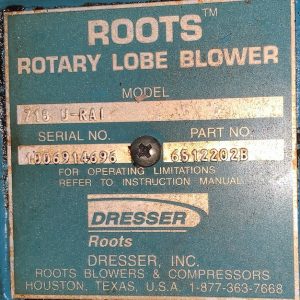 ROOTS™
ROTARY LOBE BLOWER
MODEL
718 U-RAI
SERIAL NO. PART NO.
6512202B
FOR OPERATING LIMITATIONS
REFER TO INSTRUCTION MANUAL
DRESSER
Roots
DRESSER, INC.
ROOTS BLOWERS & COMPRESSORS
HOUSTON, TEXAS, U.S.A. 1-877-363-7668